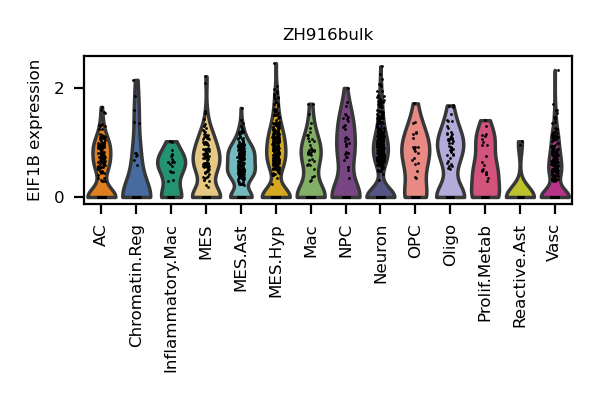 ZH916bulk
EIF1B expression
2
0
AC
Chromatin.Reg
Inflammatory.Mac
MES
MES.Ast
MES.Hyp
Mac
NPC
Neuron
OPC
Oligo
Prolif.Metab
Reactive.Ast
Vasc